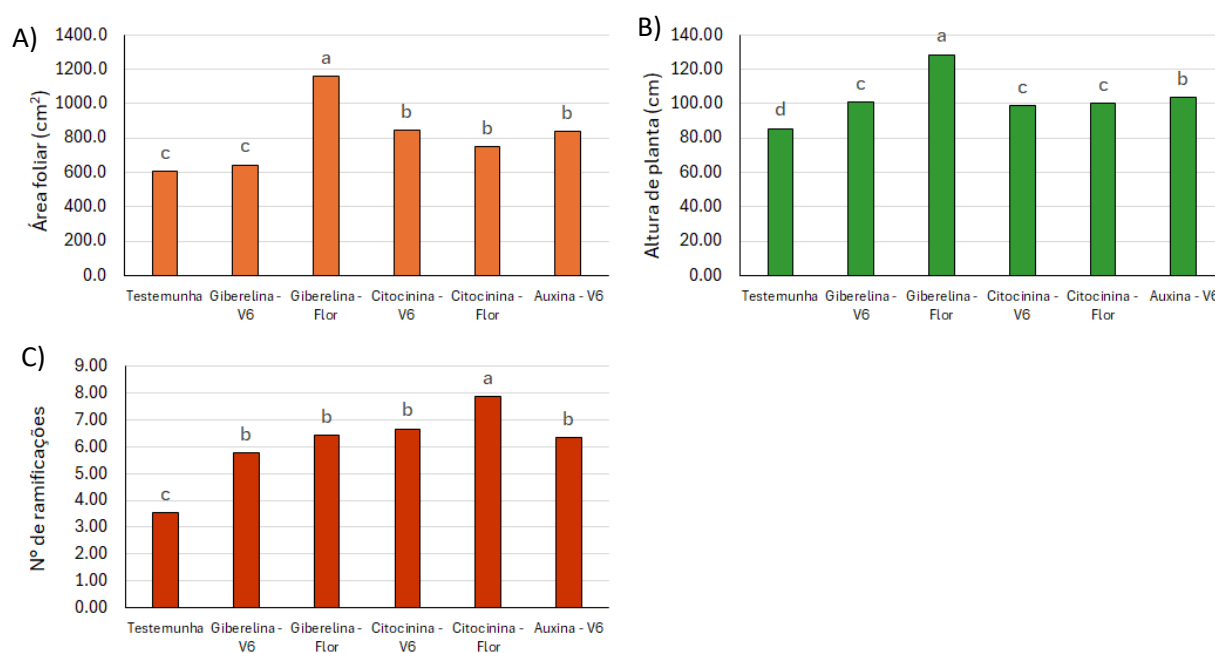 A)
Área foliar (cm²)
1400.0
1200.0
1000.0
800.0
600.0
400.0
200.0
0.0
c
c
a
b
b
b
Testemunha
Giberelina -
V6
Giberelina -
Flor
Citocinina -
V6
Citocinina -
Flor
Auxina - V6
B)
Altura de planta (cm)
140.00
120.00
100.00
80.00
60.00
40.00
20.00
0.00
d
c
a
c
c
b
Testemunha
Giberelina -
V6
Giberelina -
Flor
Citocinina -
V6
Citocinina -
Flor
Auxina - V6
C)
Nº de ramificações
9.00
8.00
7.00
6.00
5.00
4.00
3.00
2.00
1.00
0.00
c
b
b
b
a
b
Testemunha
Giberelina -
V6
Giberelina -
Flor
Citocinina -
V6
Citocinina -
Flor
Auxina - V6